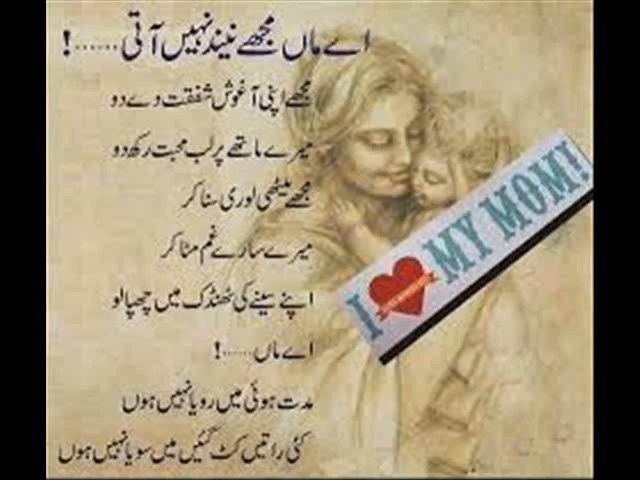 اے ماں مجھے نیند نہیں آتی ......!
مجھے اپنی آغوش شفقت دے دو
میرے ماتھے پر لب محبت رکھ دو
مجھے میٹھی لوری سنا کر
میرے سارے غم مٹا کر
اپنے سینے کی ٹھنڈک میں چھپا لو
اے ماں ......!
مدت ہوئی میں رویا نہیں ہوں
کئی راتیں کٹ گئیں میں سویا نہیں ہوں
I MY MOM!